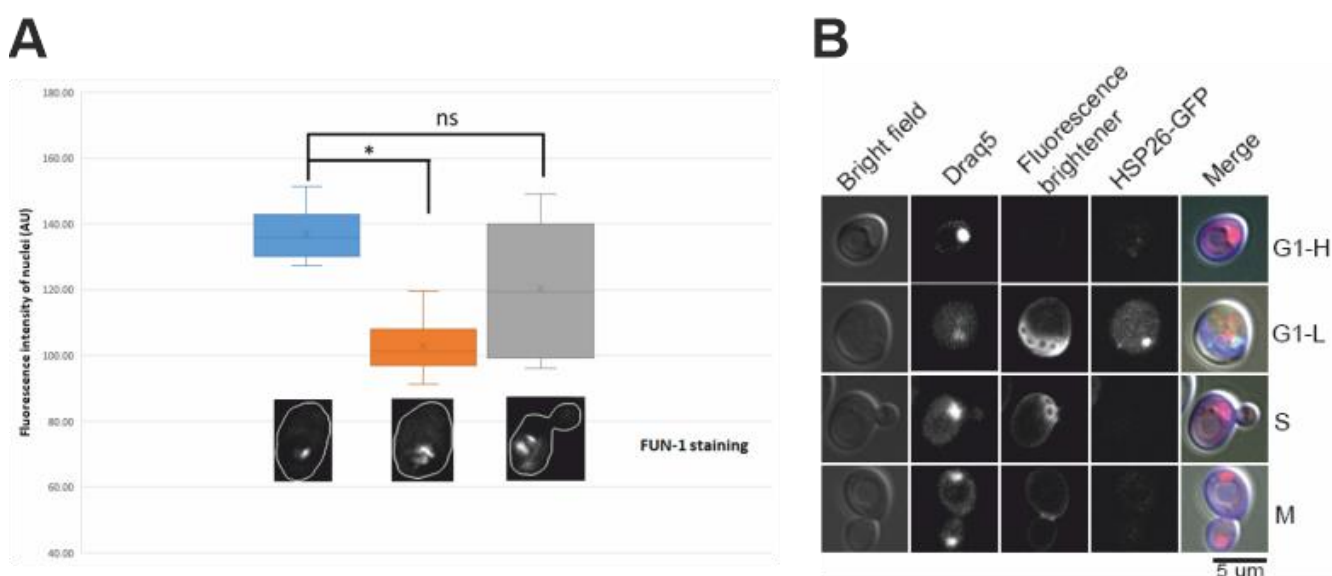 A
180.00
160.00
140.00
120.00
100.00
80.00
60.00
40.00
Fluorescence intensity of nuclei (AU)
ns
*
FUN-1 staining
B
Bright field
Draq5
Fluorescence
brightener
HSP26-GFP
Merge
G1-H
G1-L
S
M
5 μm